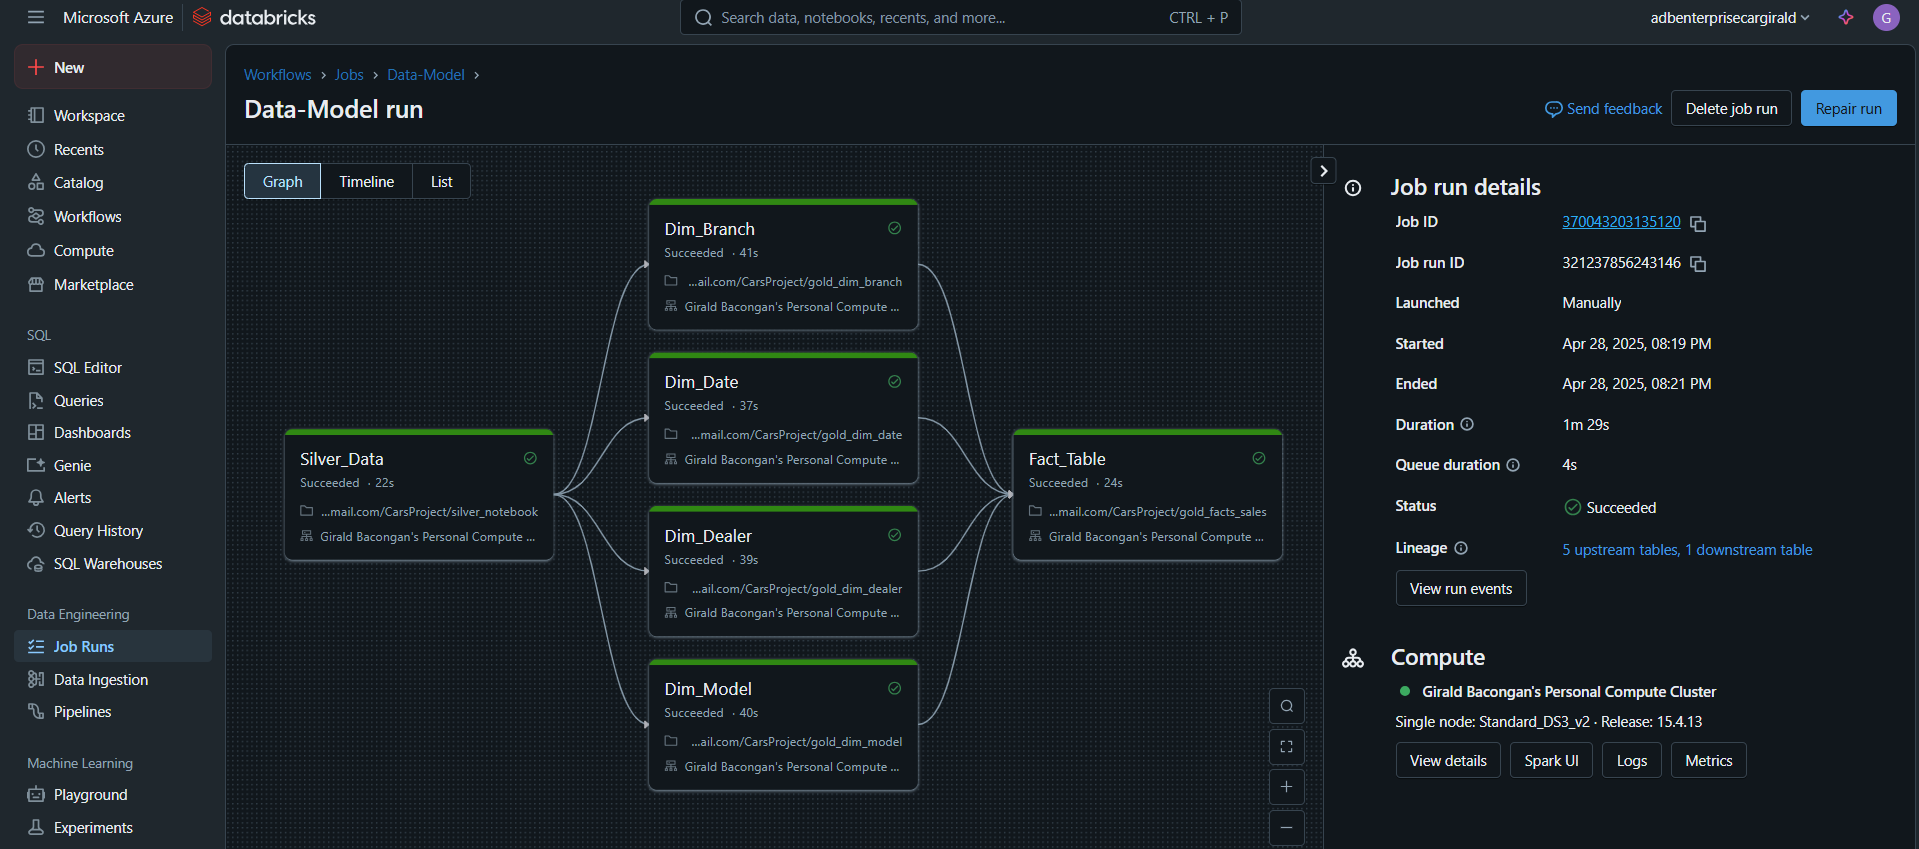 Microsoft Azure
databricks
Search data, notebooks, recents, and more...
CTRL + P
adbenterprisecargirald
G
New
Workspace
Recents
Catalog
Workflows
Compute
Marketplace
SQL
SQL Editor
Queries
Dashboards
Genie
Alerts
Query History
SQL Warehouses
Data Engineering
Job Runs
Data Ingestion
Pipelines
Machine Learning
Playground
Experiments
Workflows › Jobs › Data-Model ›
Data-Model run
Send feedback
Delete job run
Repair run
Graph
Timeline
List
Silver_Data
Succeeded · 22s
...mail.com/CarsProject/silver_notebook
Girald Bacongan's Personal Compute ...
Dim_Branch
Succeeded · 41s
...ail.com/CarsProject/gold_dim_branch
Girald Bacongan's Personal Compute ...
Dim_Date
Succeeded · 37s
...mail.com/CarsProject/gold_dim_date
Girald Bacongan's Personal Compute ...
Dim_Dealer
Succeeded · 39s
...ail.com/CarsProject/gold_dim_dealer
Girald Bacongan's Personal Compute ...
Dim_Model
Succeeded · 40s
...ail.com/CarsProject/gold_dim_model
Girald Bacongan's Personal Compute ...
Fact_Table
Succeeded · 24s
...mail.com/CarsProject/gold_facts_sales
Girald Bacongan's Personal Compute ...
Job run details
Job ID 370043203135120
Job run ID 321237856243146
Launched Manually
Started Apr 28, 2025, 08:19 PM
Ended Apr 28, 2025, 08:21 PM
Duration 1m 29s
Queue duration 4s
Status Succeeded
Lineage 5 upstream tables, 1 downstream table
View run events
Compute
Girald Bacongan's Personal Compute Cluster
Single node: Standard_DS3_v2 · Release: 15.4.13
View details
Spark UI
Logs
Metrics